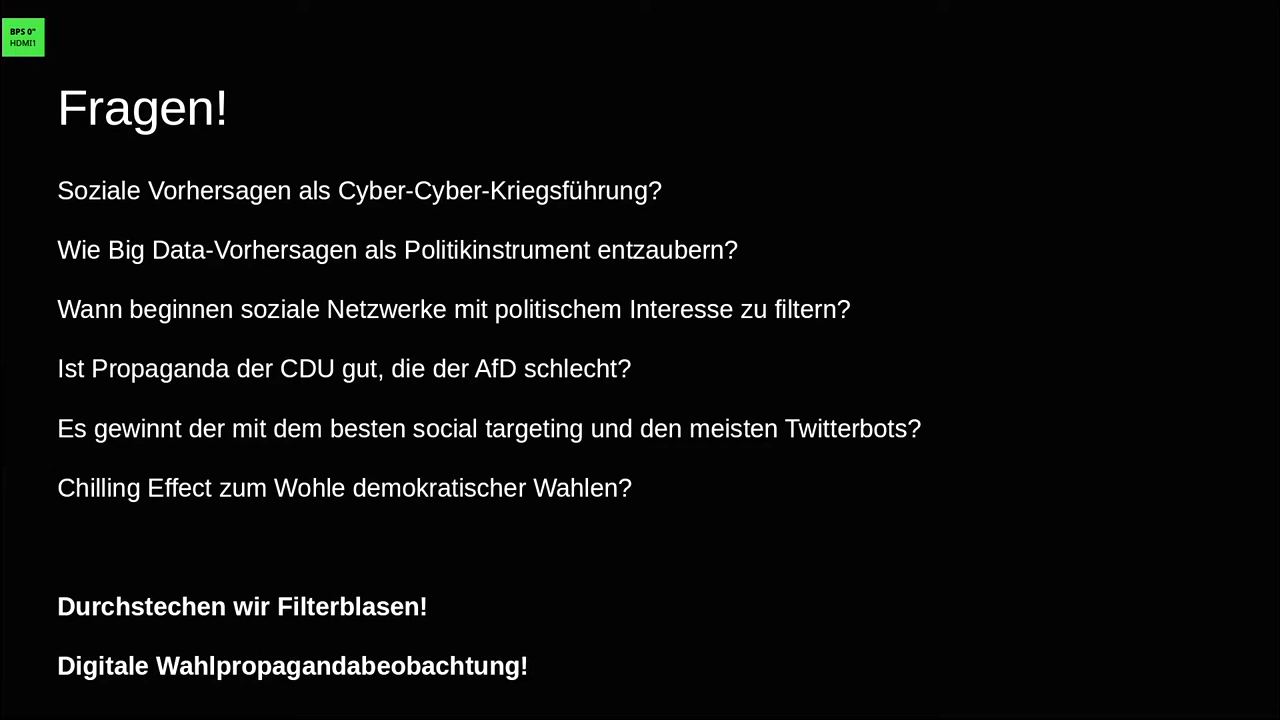 BPS 0"
HDMI1
Fragen!
Soziale Vorhersagen als Cyber-Cyber-Kriegsführung?
Wie Big Data-Vorhersagen als Politikinstrument entzaubern?
Wann beginnen soziale Netzwerke mit politischem Interesse zu filtern?
Ist Propaganda der CDU gut, die der AfD schlecht?
Es gewinnt der mit dem besten social targeting und den meisten Twitterbots?
Chilling Effect zum Wohle demokratischer Wahlen?
Durchstechen wir Filterblasen!
Digitale Wahlpropagandabeobachtung!